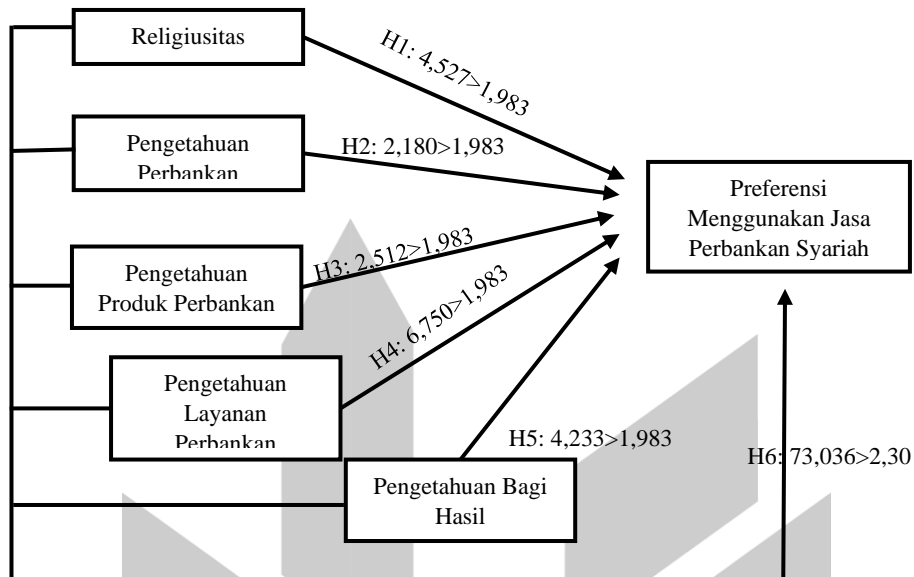 Religiusitas
H1: 4,527>1,983
Pengetahuan
Perbankan
H2: 2,180>1,983
Preferensi
Menggunakan Jasa
Perbankan Syariah
Pengetahuan
Produk Perbankan
H3: 2,512>1,983
H4: 6,750>1,983
Pengetahuan
Layanan
Perbankan
H5: 4,233>1,983
H6: 73,036>2,30
Pengetahuan Bagi
Hasil